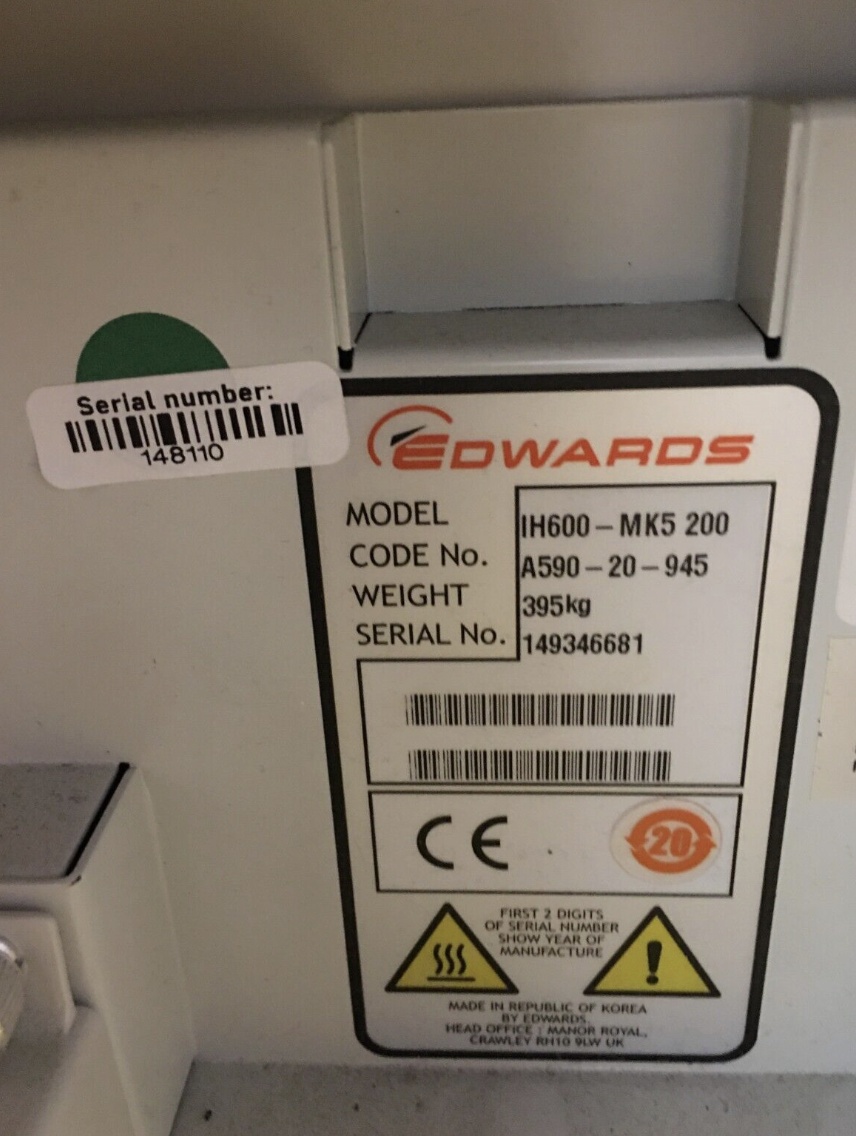 Serial number:
148110
EDWARDS
MODEL IH600 – MK5 200
CODE No. A590 – 20 – 945
WEIGHT 395kg
SERIAL No. 149346681
CE
20
FIRST 2 DIGITS
OF SERIAL NUMBER
SHOW YEAR OF
MANUFACTURE
MADE IN REPUBLIC OF KOREA
BY EDWARDS.
HEAD OFFICE : MANOR ROYAL,
CRAWLEY RH10 9LW UK